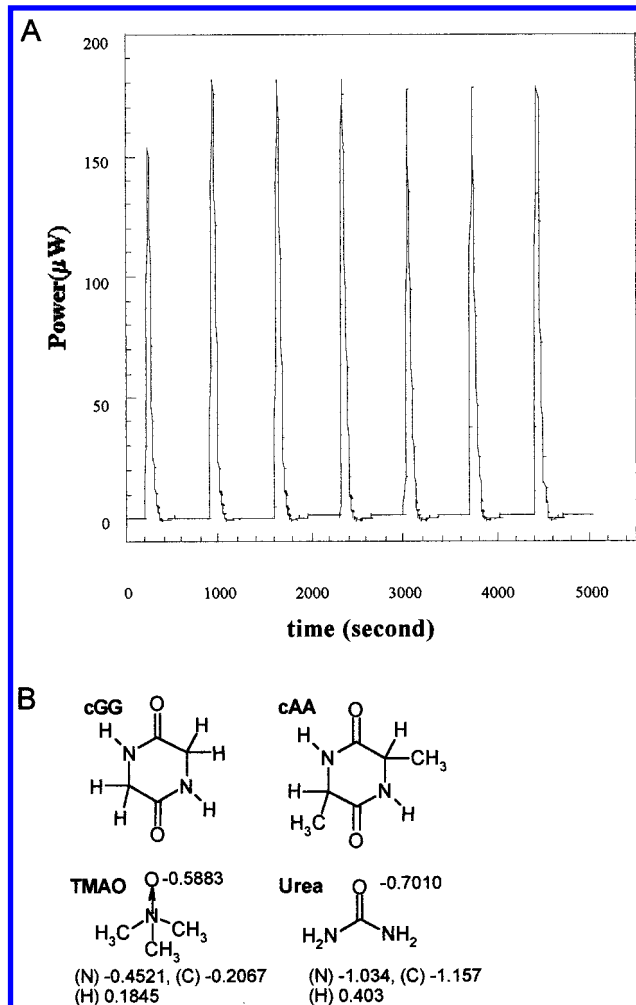 A
200
150
100
50
0
Power(μW)
0 1000 2000 3000 4000 5000
time (second)
B
cGG
cAA
O
O
H
H
H
CH₃
N
H
N
H
N
H
N
H
H
H₃C
O
O
TMAO
O -0.5883
Urea
O -0.7010
N
H₃C CH₃
CH₃
H₂N NH₂
(N) -0.4521, (C) -0.2067
(H) 0.1845
(N) -1.034, (C) -1.157
(H) 0.403